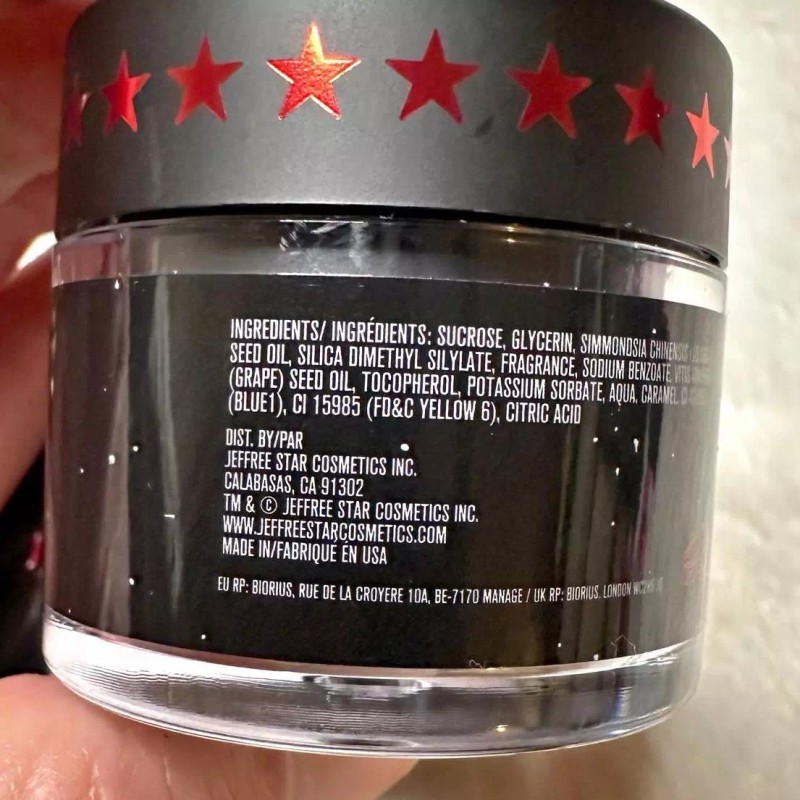 INGREDIENTS/ INGRÉDIENTS: SUCROSE, GLYCERIN, SIMMONDSIA CHINENSIS
SEED OIL, SILICA DIMETHYL SILYLATE, FRAGRANCE, SODIUM BENZOATE, VITIS
(GRAPE) SEED OIL, TOCOPHEROL, POTASSIUM SORBATE, AQUA, CARAMEL, CI
(BLUE1), CI 15985 (FD&C YELLOW 6), CITRIC ACID
DIST. BY/PAR
JEFFREE STAR COSMETICS INC.
CALABASAS, CA 91302
TM & © JEFFREE STAR COSMETICS INC.
WWW.JEFFREESTARCOSMETICS.COM
MADE IN/FABRIQUÉ EN USA
EU RP: BIORIUS, RUE DE LA CROYERE 10A, BE-7170 MANAGE / UK RP: BIORIUS. LONDON